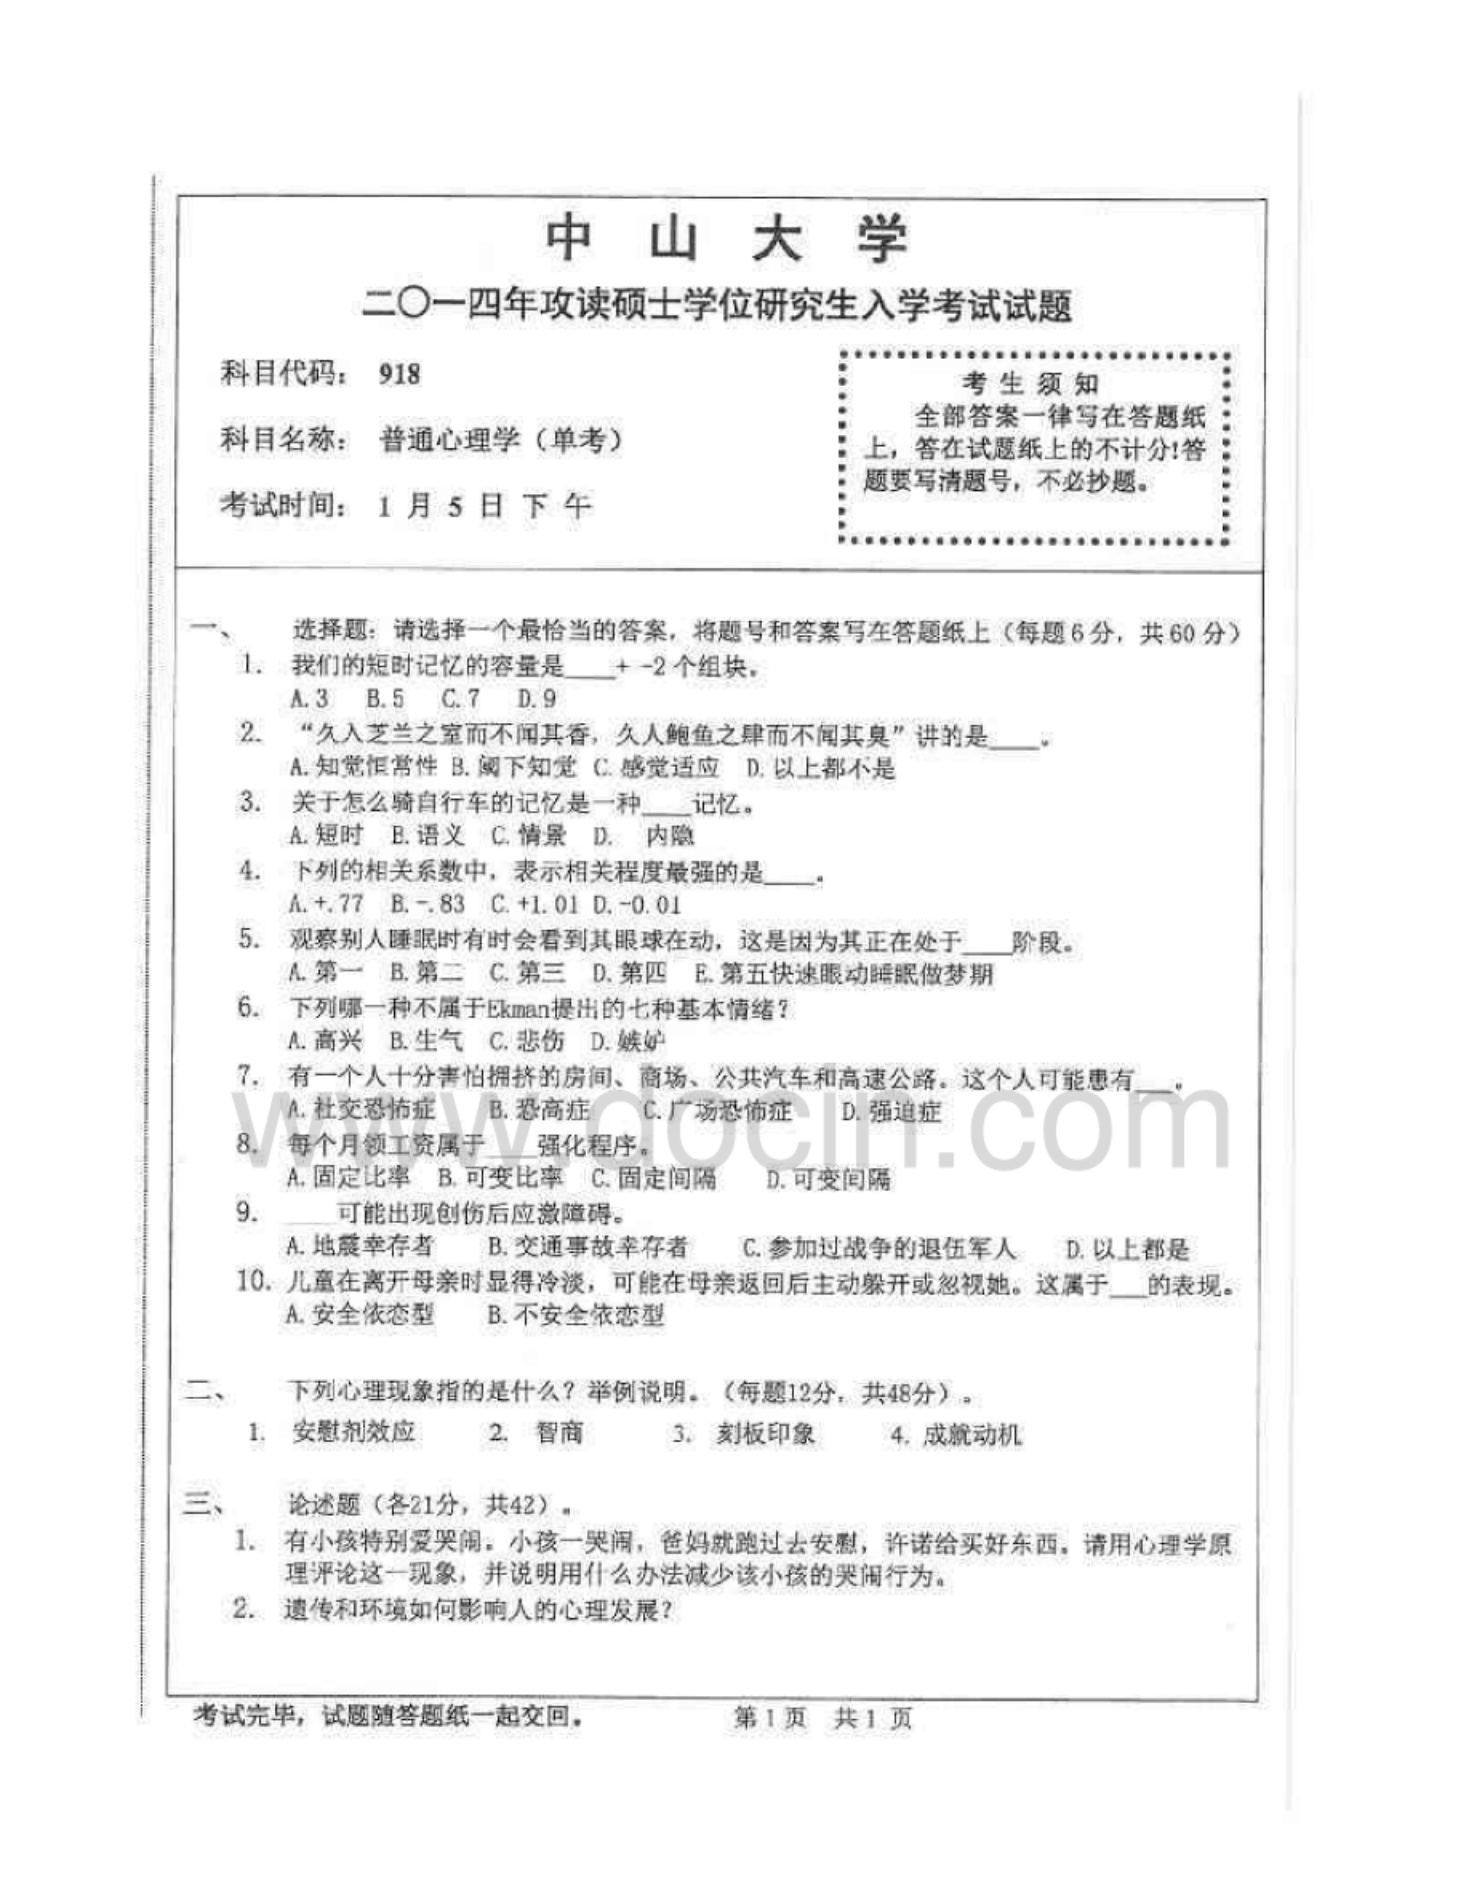 中 山 大 学
二〇一四年攻读硕士学位研究生入学考试试题
科目代码： 918
科目名称： 普通心理学（单考）
考试时间： 1 月 5 日 下 午
考 生 须 知
全部答案一律写在答题纸
上，答在试题纸上的不计分!答
题要写清题号，不必抄题。
一、 选择题：请选择一个最恰当的答案，将题号和答案写在答题纸上（每题6分，共60分）
1. 我们的短时记忆的容量是____+ -2个组块。
A.3 B.5 C.7 D.9
2. “久入芝兰之室而不闻其香，久人鲍鱼之肆而不闻其臭”讲的是____。
A.知觉恒常性 B.阈下知觉 C.感觉适应 D.以上都不是
3. 关于怎么骑自行车的记忆是一种____记忆。
A.短时 B.语义 C.情景 D. 内隐
4. 下列的相关系数中，表示相关程度最强的是____。
A.+.77 B.-.83 C.+1.01 D.-0.01
5. 观察别人睡眠时有时会看到其眼球在动，这是因为其正在处于____阶段。
A.第一 B.第二 C.第三 D.第四 E.第五快速眼动睡眠做梦期
6. 下列哪一种不属于Ekman提出的七种基本情绪？
A.高兴 B.生气 C.悲伤 D.嫉妒
7. 有一个人十分害怕拥挤的房间、商场、公共汽车和高速公路。这个人可能患有___。
A.社交恐怖症 B.恐高症 C.广场恐怖症 D.强迫症
www.docin.com
8. 每个月领工资属于____强化程序。
A.固定比率 B.可变比率 C.固定间隔 D.可变间隔
9. ____可能出现创伤后应激障碍。
A.地震幸存者 B.交通事故幸存者 C.参加过战争的退伍军人 D.以上都是
10. 儿童在离开母亲时显得冷淡，可能在母亲返回后主动躲开或忽视她。这属于___的表现。
A.安全依恋型 B.不安全依恋型
二、 下列心理现象指的是什么？举例说明。（每题12分，共48分）。
1. 安慰剂效应 2. 智商 3. 刻板印象 4. 成就动机
三、 论述题（各21分，共42）。
1. 有小孩特别爱哭闹。小孩一哭闹，爸妈就跑过去安慰，许诺给买好东西。请用心理学原
理评论这一现象，并说明用什么办法减少该小孩的哭闹行为。
2. 遗传和环境如何影响人的心理发展？
考试完毕，试题随答题纸一起交回。 第 1 页 共 1 页